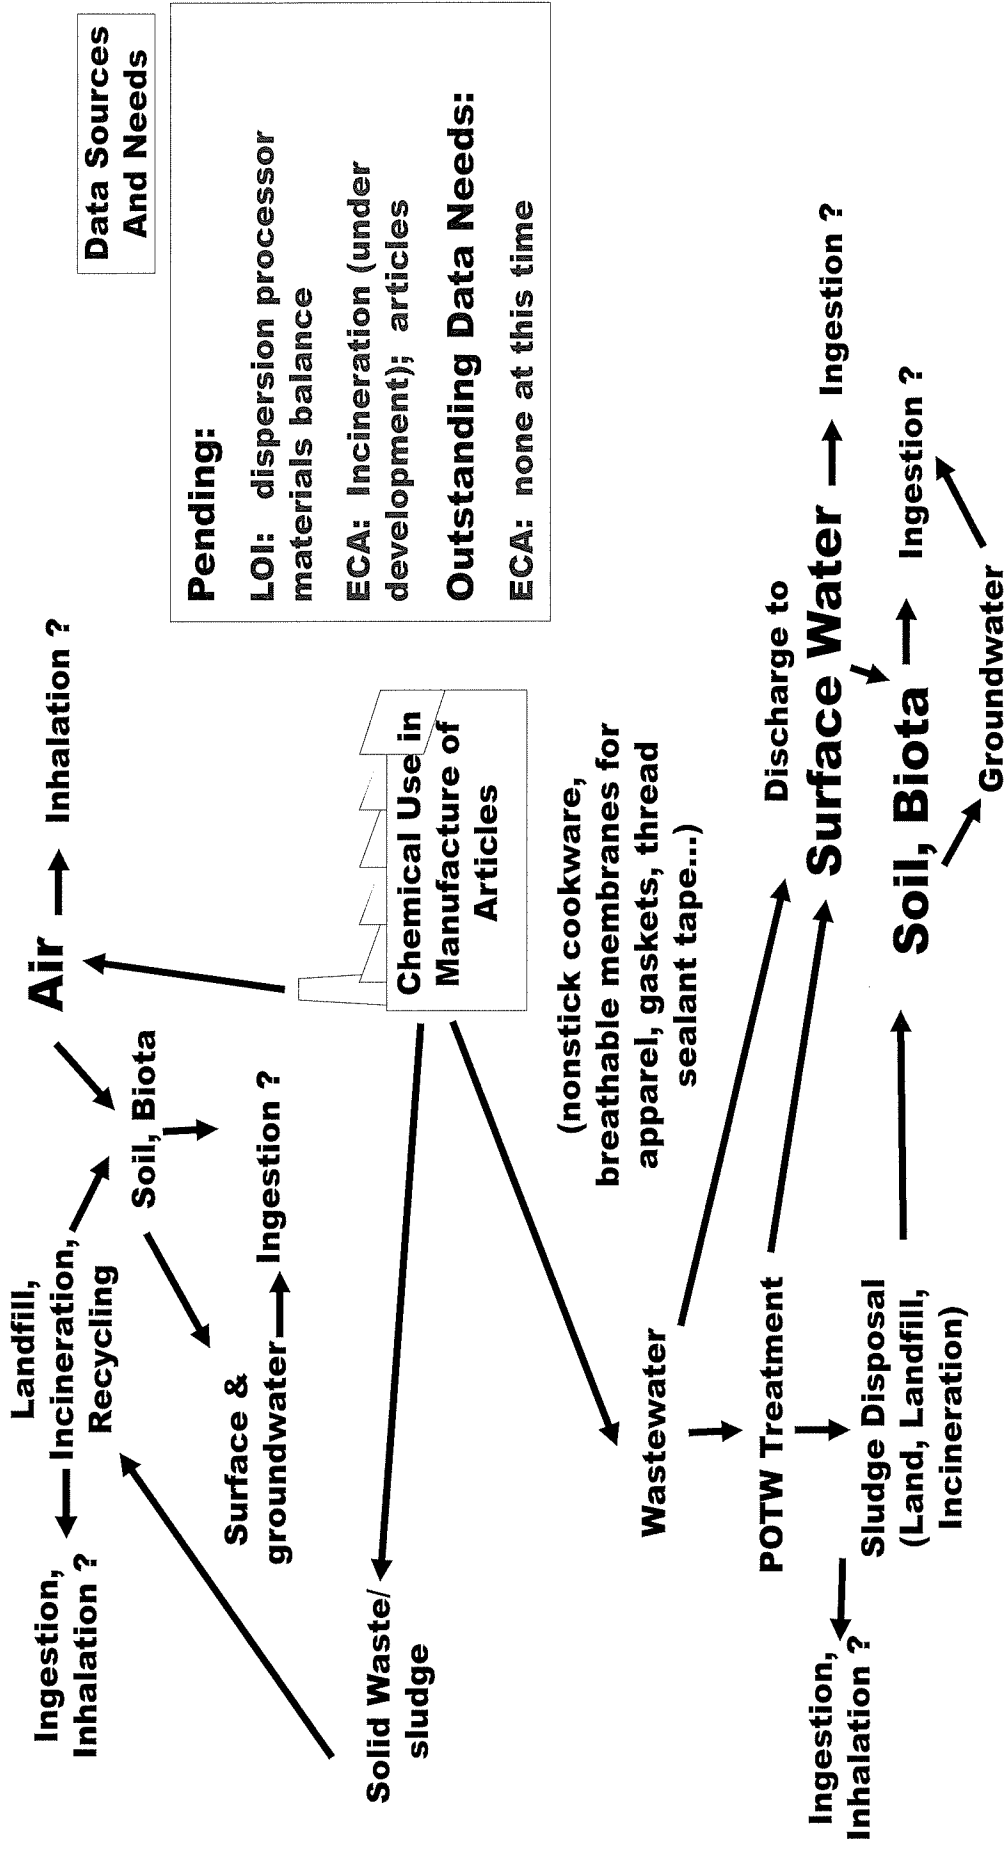 Data Sources
And Needs
Pending:
LOI: dispersion processor
materials balance
ECA: Incineration (under
development); articles
Outstanding Data Needs:
ECA: none at this time
Ingestion,
Inhalation ?
Landfill,
Incineration,
Recycling
Air
Inhalation ?
Soil, Biota
Surface &
groundwater
Ingestion ?
Solid Waste/
sludge
Chemical Use in
Manufacture of
Articles
(nonstick cookware,
breathable membranes for
apparel, gaskets, thread
sealant tape...)
Wastewater
POTW Treatment
Sludge Disposal
(Land, Landfill,
Incineration)
Ingestion,
Inhalation ?
Discharge to
Surface Water
Ingestion ?
Soil, Biota
Ingestion ?
Groundwater